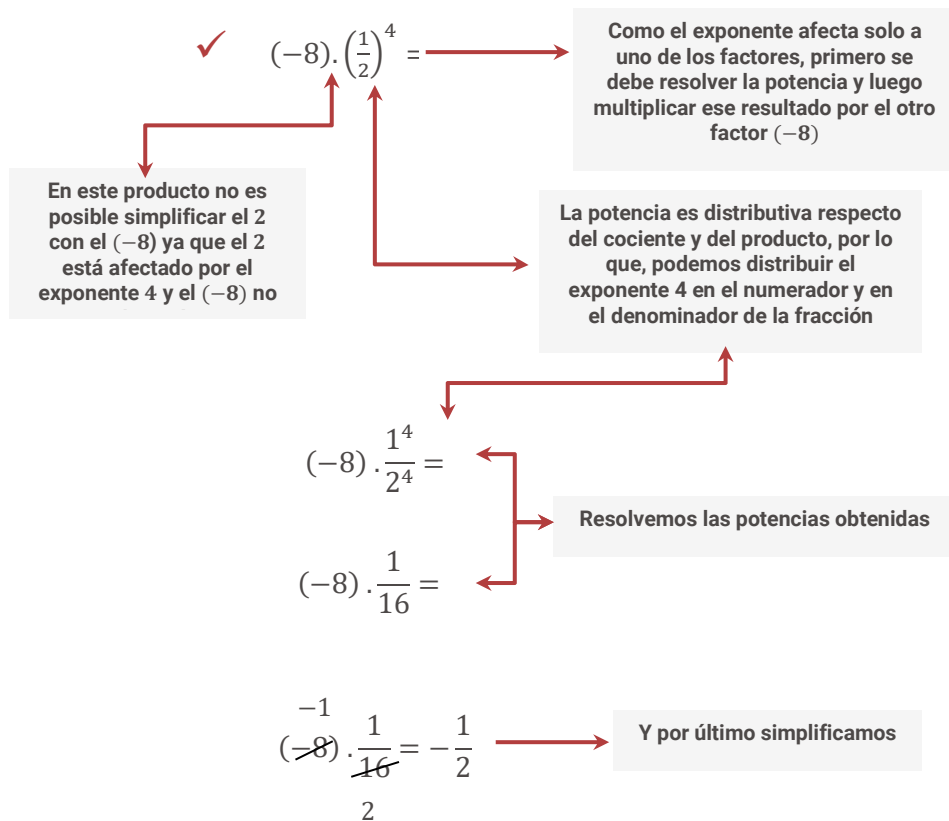 ✓ (−8).(1/2)^4 =
Como el exponente afecta solo a
uno de los factores, primero se
debe resolver la potencia y luego
multiplicar ese resultado por el otro
factor (−8)
En este producto no es
posible simplificar el 2
con el (−8) ya que el 2
está afectado por el
exponente 4 y el (−8) no
La potencia es distributiva respecto
del cociente y del producto, por lo
que, podemos distribuir el
exponente 4 en el numerador y en
el denominador de la fracción
(−8) . 1^4/2^4 =
Resolvemos las potencias obtenidas
(−8) . 1/16 =
−1
(−8) . 1/16 = − 1/2
2
Y por último simplificamos